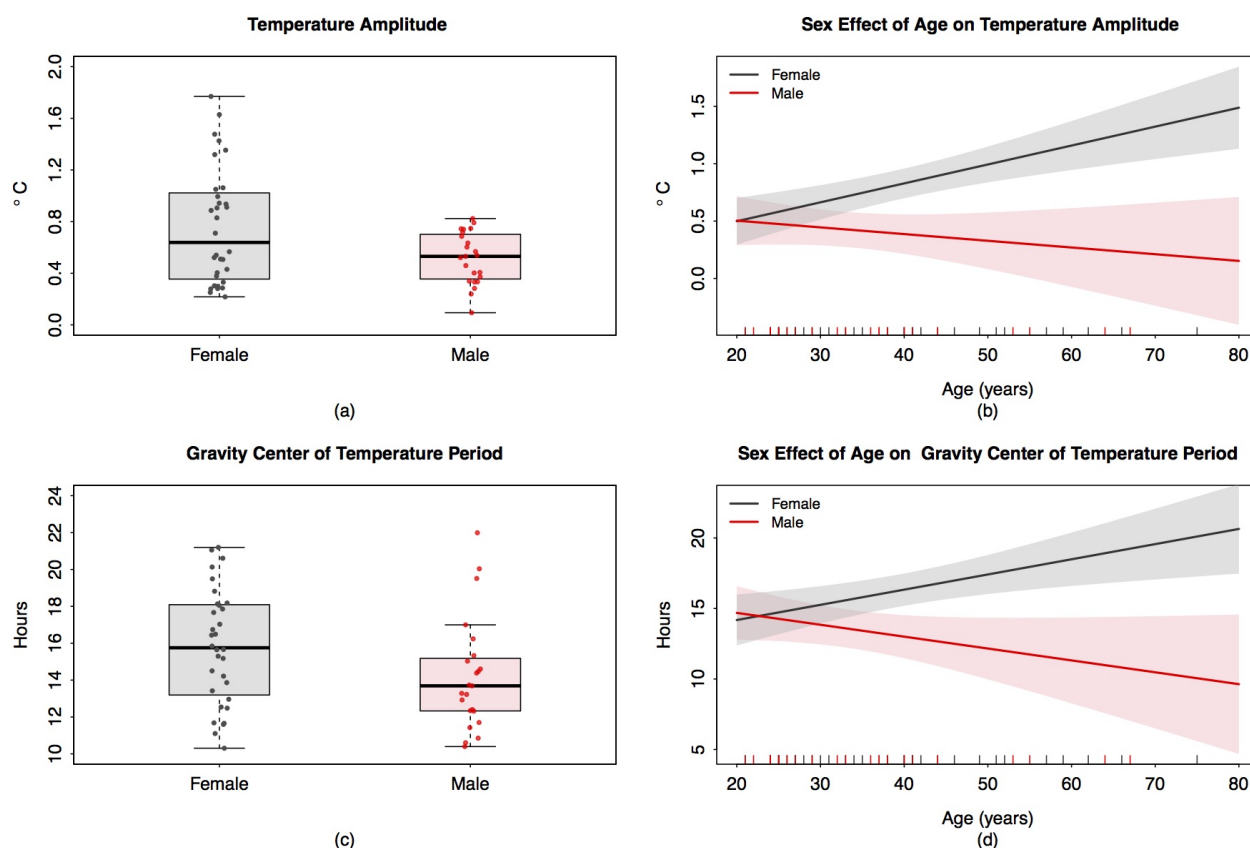 Temperature Amplitude
2.0
1.6
1.2
0.8
0.4
0.0
° C
Female Male
(a)
Sex Effect of Age on Temperature Amplitude
Female
Male
1.5
1.0
0.5
0.0
° C
20 30 40 50 60 70 80
Age (years)
(b)
Gravity Center of Temperature Period
24
22
20
18
16
14
12
10
Hours
Female Male
(c)
Sex Effect of Age on Gravity Center of Temperature Period
Female
Male
20
15
10
5
Hours
20 30 40 50 60 70 80
Age (years)
(d)